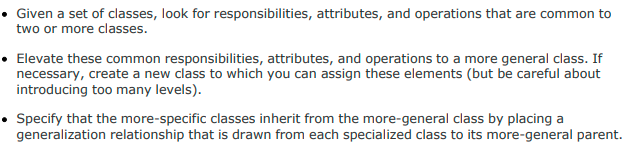 • Given a set of classes, look for responsibilities, attributes, and operations that are common to
two or more classes.
• Elevate these common responsibilities, attributes, and operations to a more general class. If
necessary, create a new class to which you can assign these elements (but be careful about
introducing too many levels).
• Specify that the more-specific classes inherit from the more-general class by placing a
generalization relationship that is drawn from each specialized class to its more-general parent.